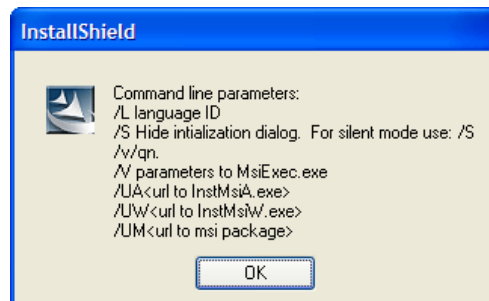 InstallShield
Command line parameters:
/L language ID
/S Hide intialization dialog.  For silent mode use: /S
/v/qn.
/V parameters to MsiExec.exe
/UA<url to InstMsiA.exe>
/UW<url to InstMsiW.exe>
/UM<url to msi package>
OK